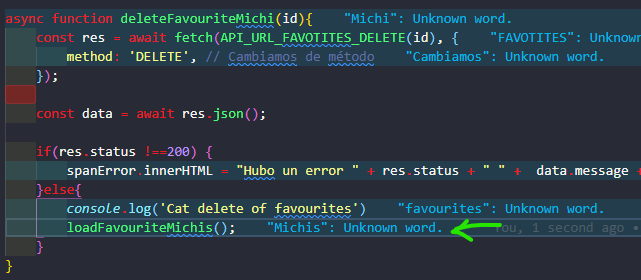 async function deleteFavouriteMichi(id){ "Michi": Unknown word.
const res = await fetch(API_URL_FAVOTITES_DELETE(id), { "FAVOTITES": Unknown
method: 'DELETE', // Cambiamos de método "Cambiamos": Unknown word.
});
const data = await res.json();
if(res.status !==200) {
spanError.innerHTML = "Hubo un error " + res.status + " " + data.message +
}else{
console.log('Cat delete of favourites') "favourites": Unknown word.
loadFavouriteMichis(); "Michis": Unknown word. You, 1 second ago •
}
}